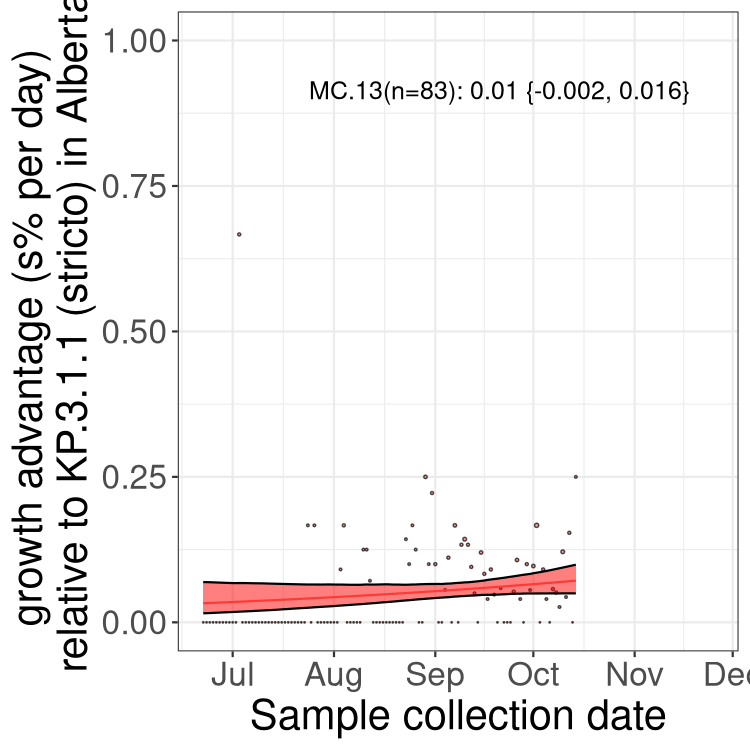 growth advantage (s% per day)
relative to KP.3.1.1 (stricto) in Alberta
1.00
0.75
0.50
0.25
0.00
MC.13(n=83): 0.01 {-0.002, 0.016}
Jul Aug Sep Oct Nov Dec
Sample collection date